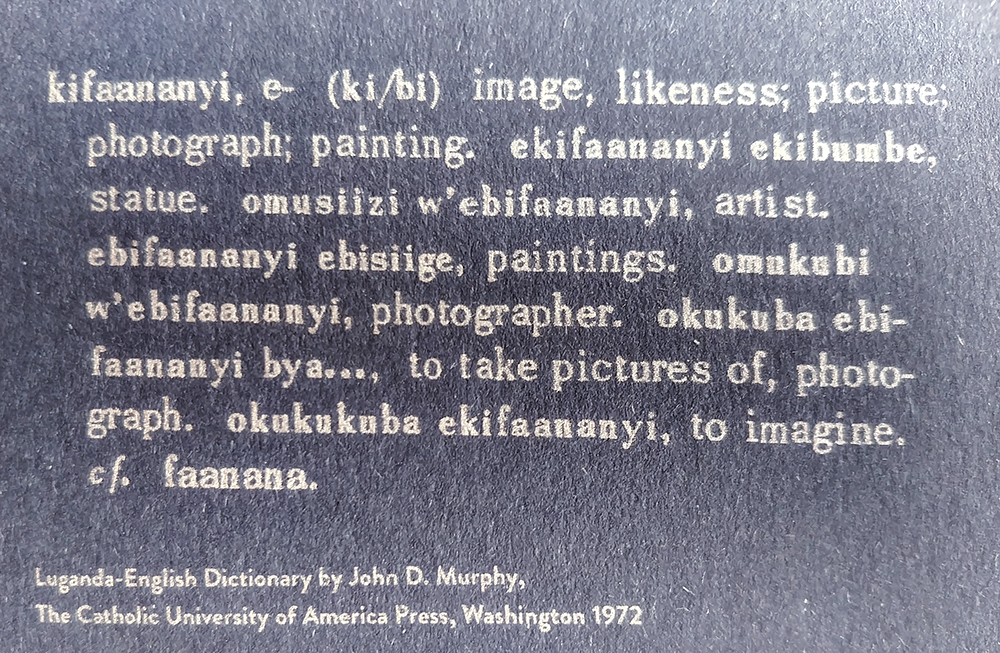 kifaananyi, e- (ki/bi) image, likeness; picture;
photograph; painting. ekifaananyi ekibumbe,
statue. omusiizi w'ebifaananyi, artist.
ebifaananyi ebisiige, paintings. omukubi
w'ebifaananyi, photographer. okukuba ebi-
faananyi bya..., to take pictures of, photo-
graph. okukukuba ekifaananyi, to imagine.
cf. faanana.
Luganda-English Dictionary by John D. Murphy,
The Catholic University of America Press, Washington 1972